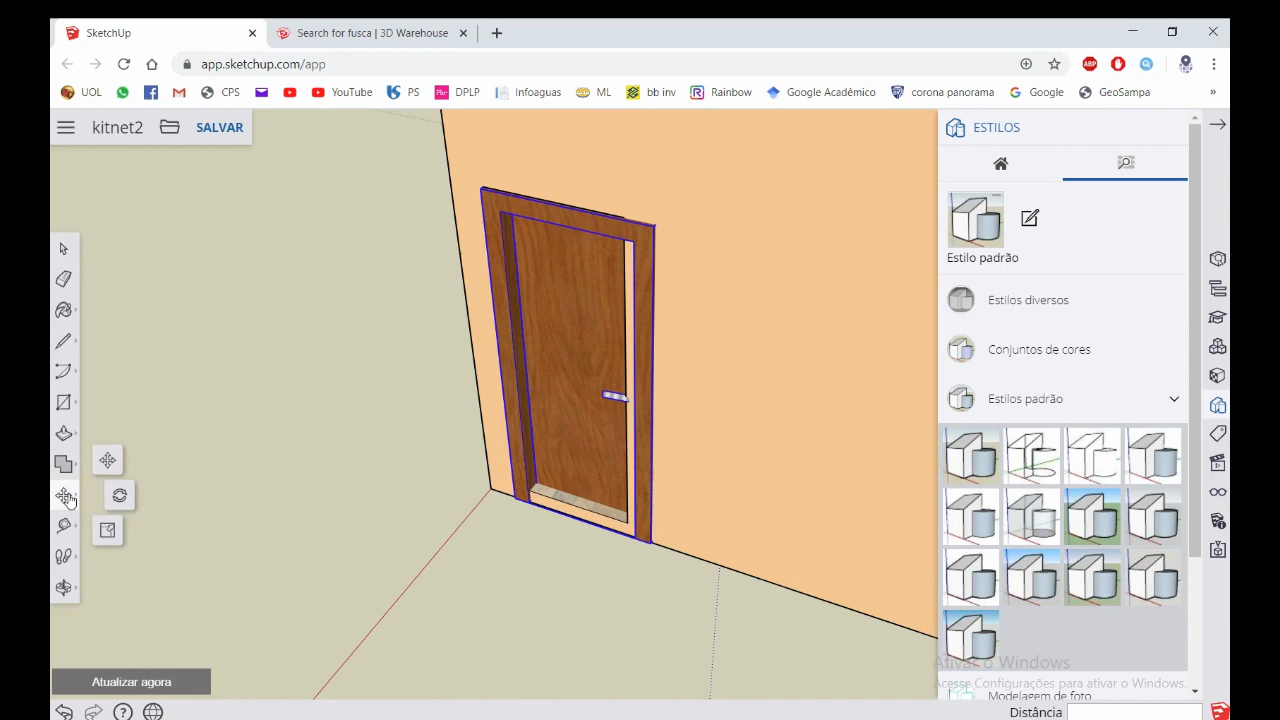 SketchUp
Search for fusca | 3D Warehouse
app.sketchup.com/app
ABP
UOL
CPS
YouTube
PS
DPLP
Infoaguas
ML
bb inv
Rainbow
Google Acadêmico
corona panorama
Google
GeoSampa
»
kitnet2
SALVAR
ESTILOS
Estilo padrão
Estilos diversos
Conjuntos de cores
Estilos padrão
Ativar o Windows
Acesse Configurações para ativar o Windows.
Modelagem de foto
Atualizar agora
Distância